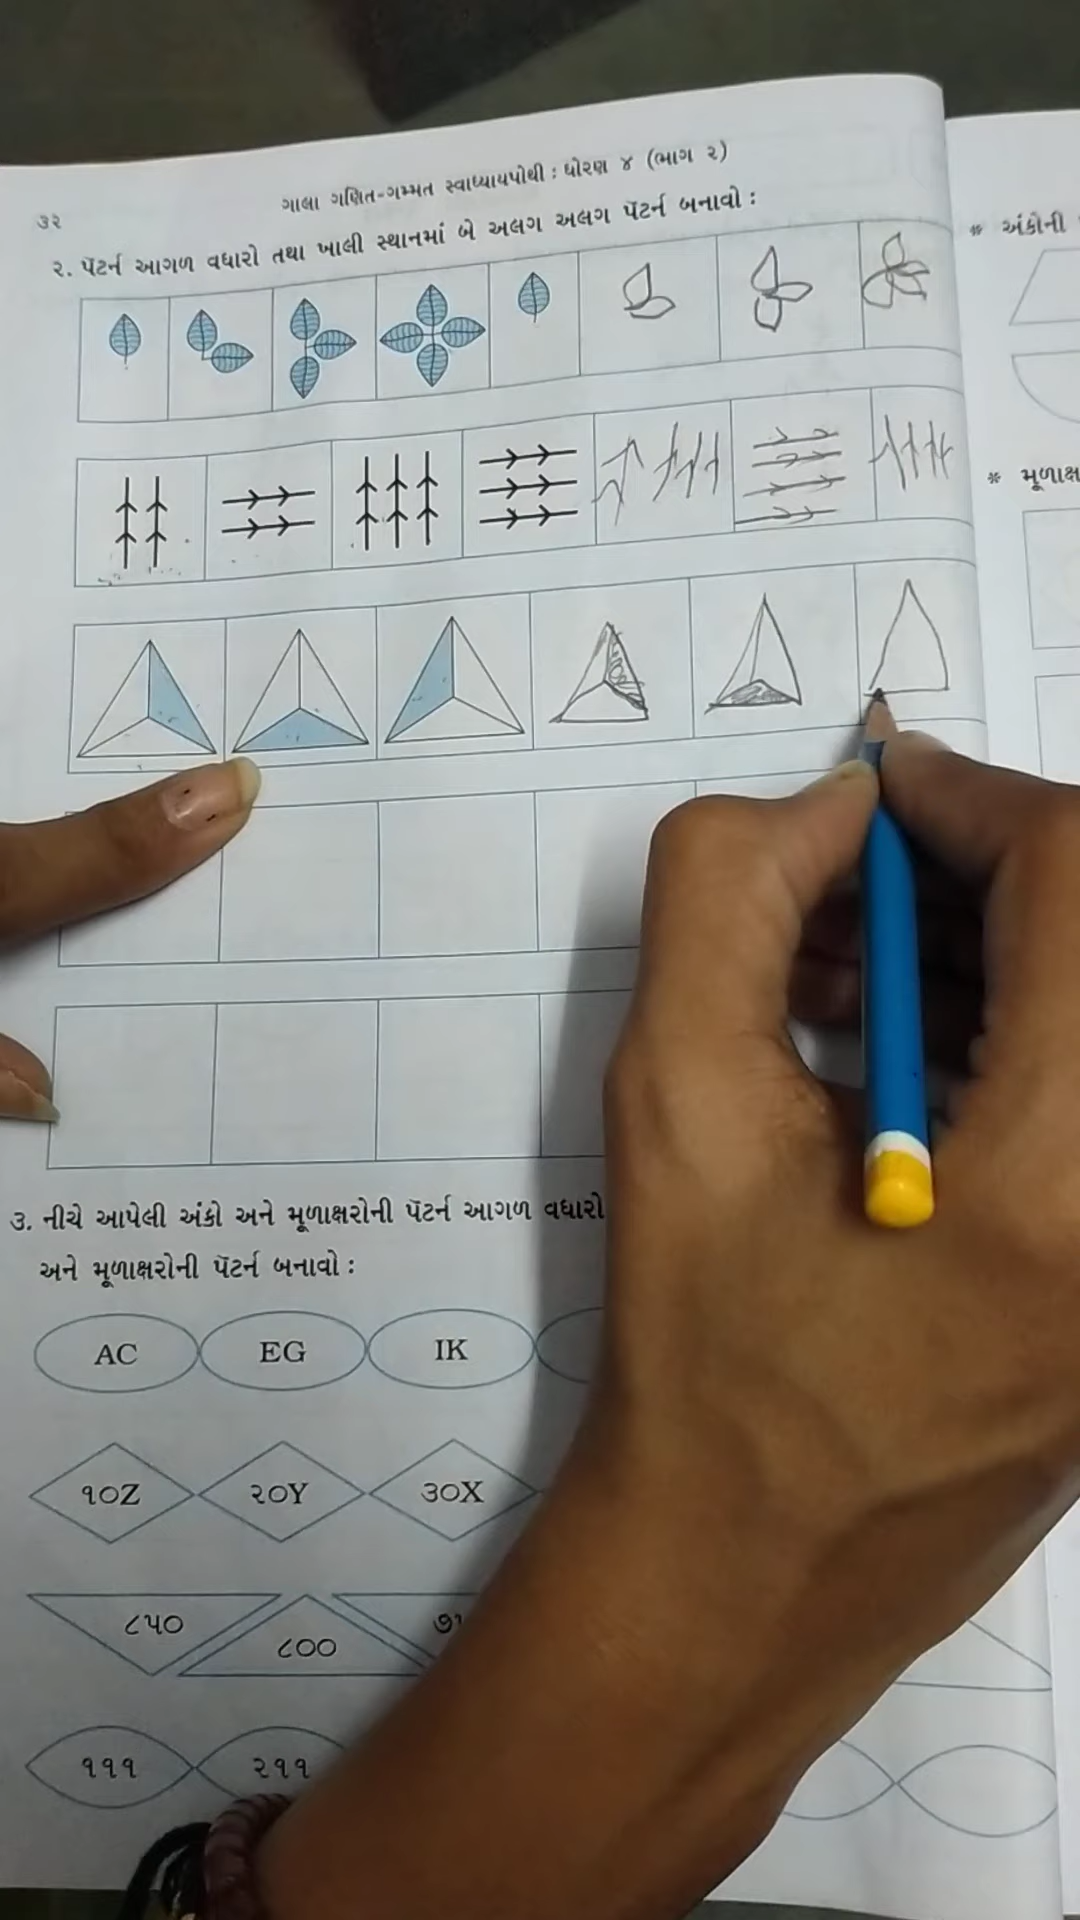 ૩૨
ગાલા ગણિત-ગમ્મત સ્વાધ્યાયપોથી : ધોરણ ૪ (ભાગ ૨)
૨. પૅટર્ન આગળ વધારો તથા ખાલી સ્થાનમાં બે અલગ અલગ પૅટર્ન બનાવો :
૩. નીચે આપેલી અંકો અને મૂળાક્ષરોની પૅટર્ન આગળ વધારો
અને મૂળાક્ષરોની પૅટર્ન બનાવો :
AC EG IK
૧૦Z ૨૦Y ૩૦X
૮૫૦ ૮૦૦
૧૧૧ ૨૧૧
* અંકોની
*